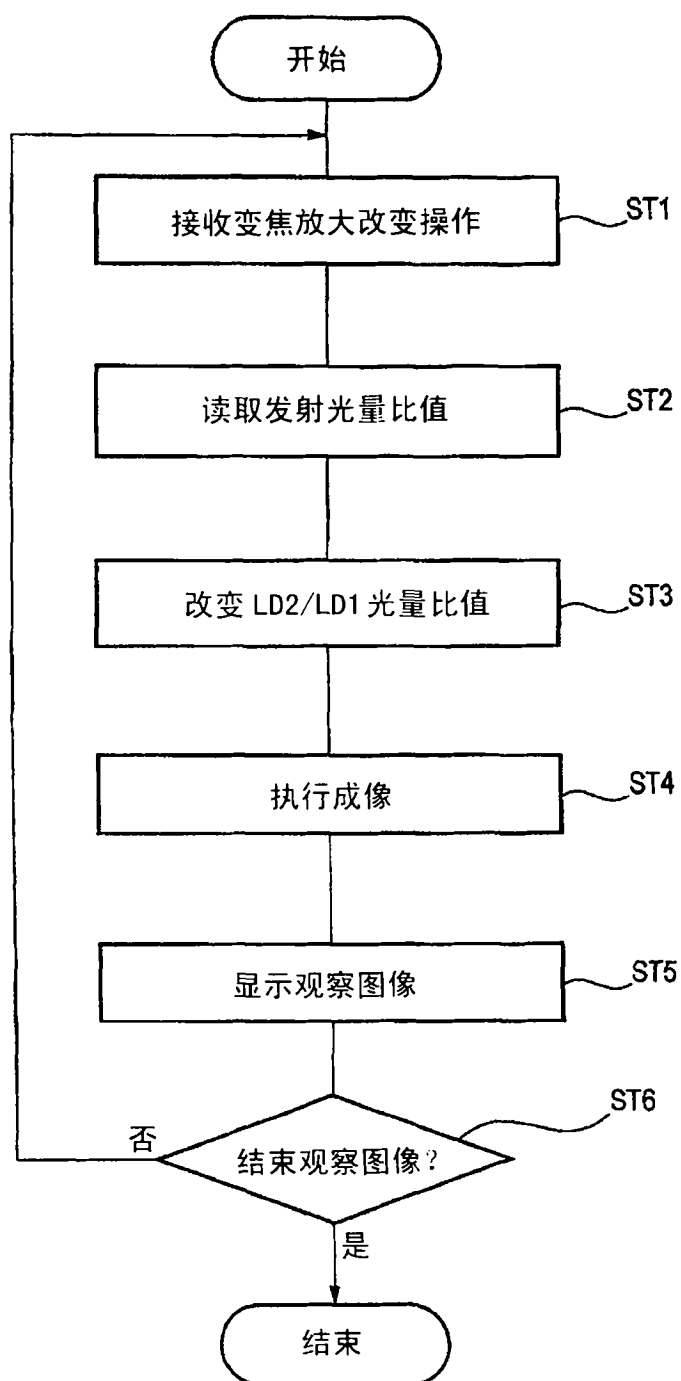 开始
接收变焦放大改变操作
ST1
读取发射光量比值
ST2
改变 LD2/LD1 光量比值
ST3
执行成像
ST4
显示观察图像
ST5
ST6
否
结束观察图像?
是
结束